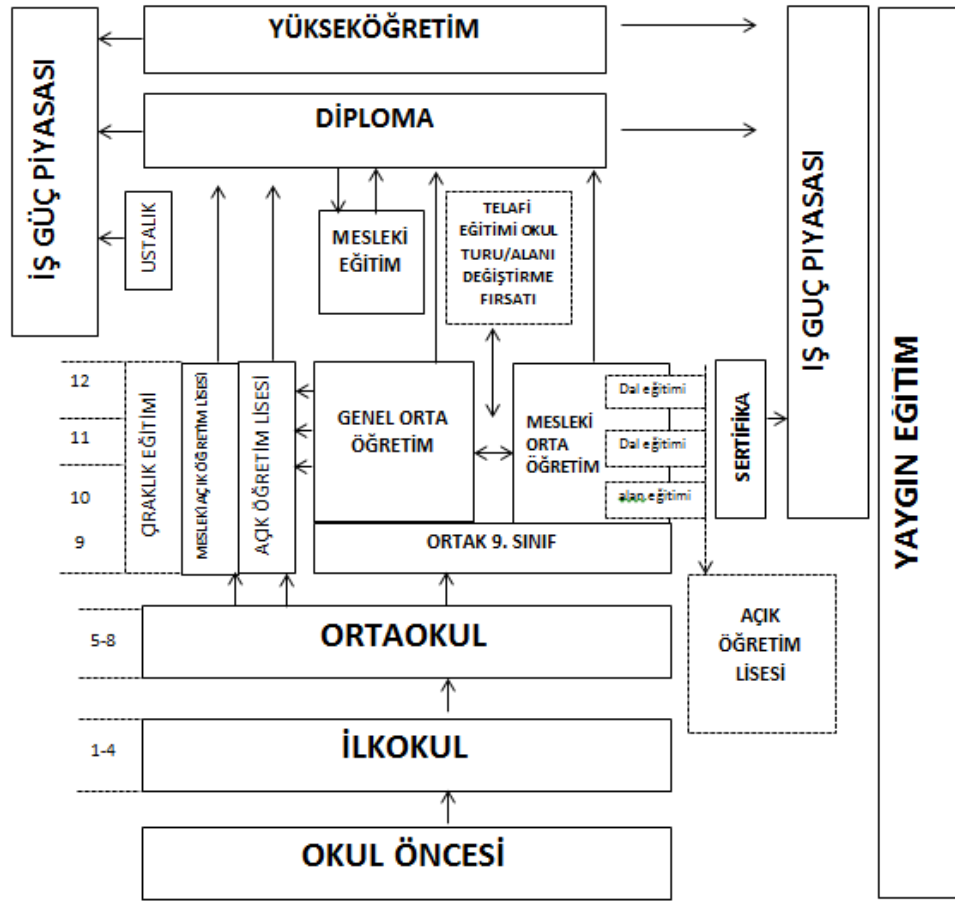 YÜKSEKÖĞRETİM
DİPLOMA
İŞ GÜÇ PİYASASI
USTALIK
MESLEKİ
EĞİTİM
TELAFİ
EĞİTİMİ OKUL
TURU/ALANI
DEĞİŞTİRME
FIRSATI
IŞ GUÇ PIYASASI
YAYGIN EĞİTİM
12
11
10
9
ÇIRAKLIK EĞİTİMİ
MESLEKİ AÇIK ÖĞRETİM LİSESİ
AÇIK ÖĞRETİM LİSESİ
GENEL ORTA
ÖĞRETİM
MESLEKİ
ORTA
ÖĞRETİM
Dal eğitimi
Dal eğitimi
alan eğitimi
SERTİFİKA
ORTAK 9. SINIF
AÇIK
ÖĞRETİM
LİSESİ
5-8
ORTAOKUL
1-4
İLKOKUL
OKUL ÖNCESİ